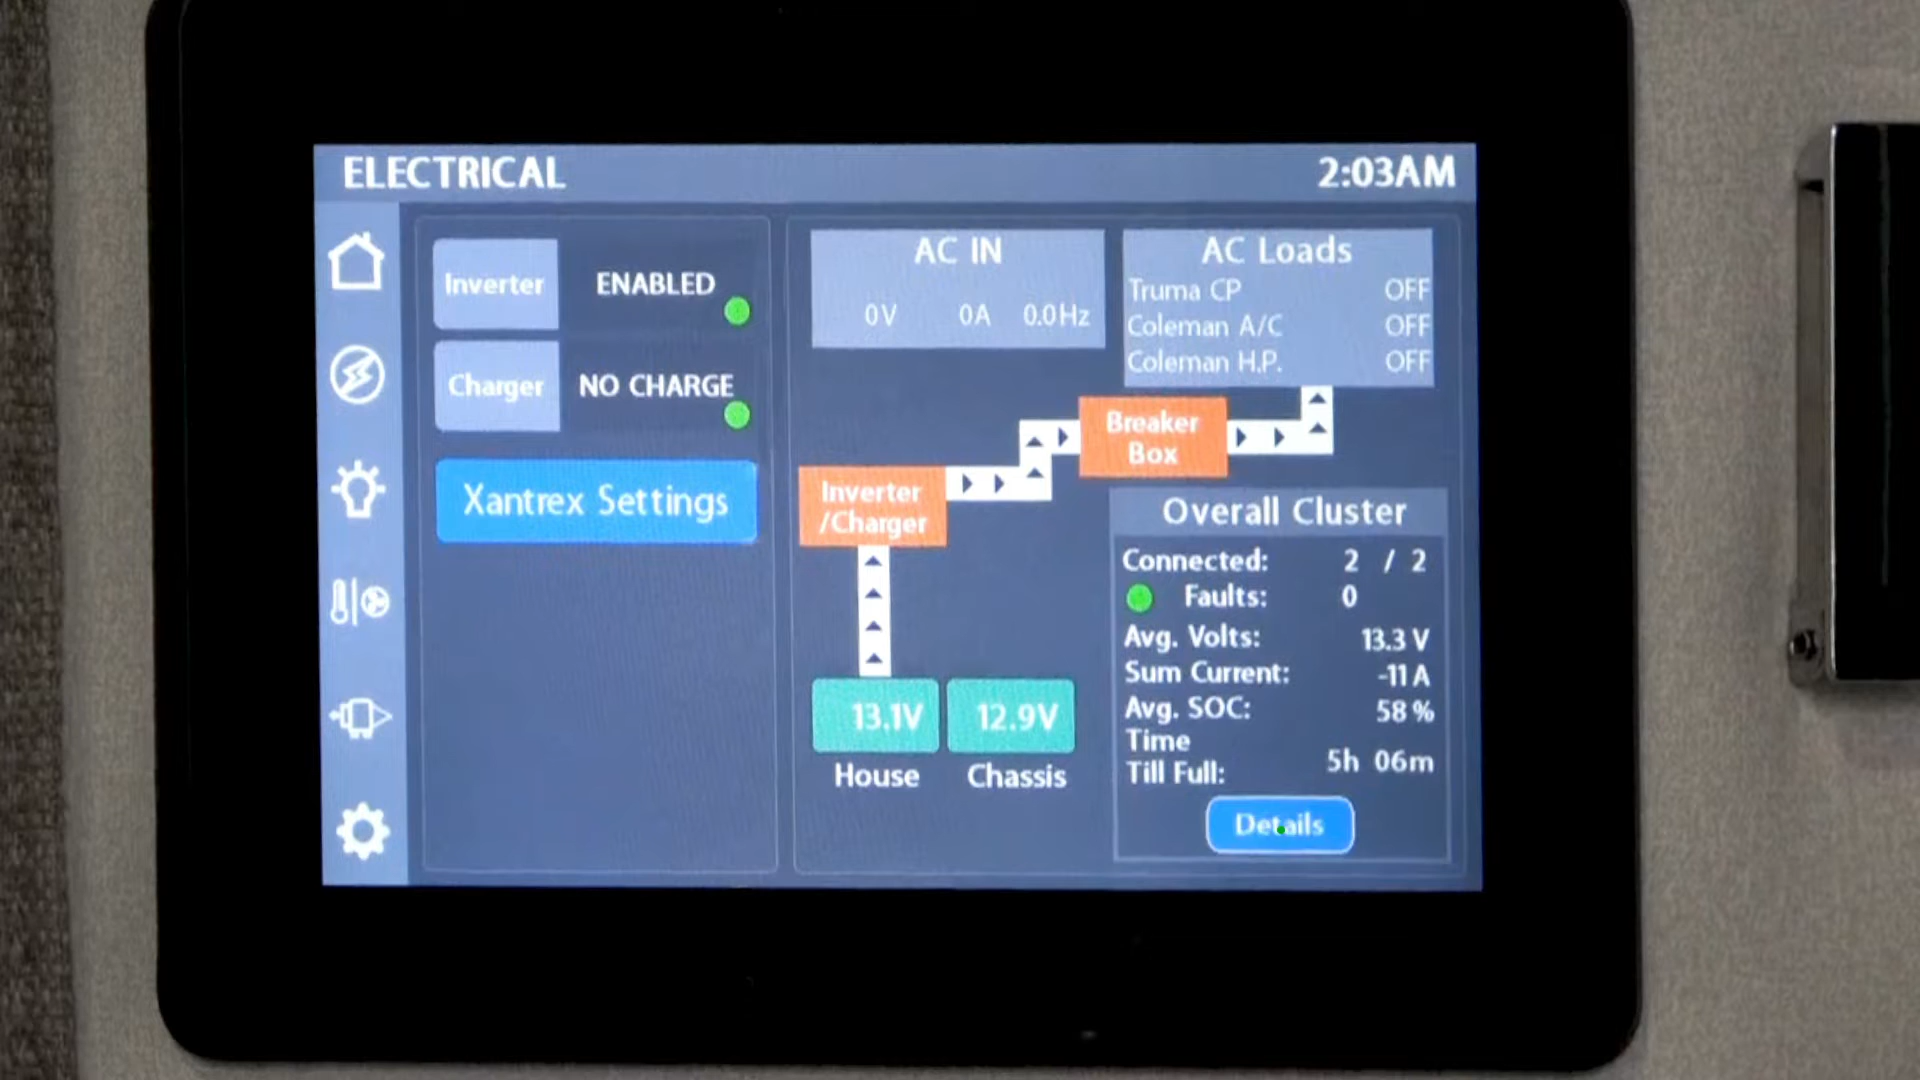 ELECTRICAL 2:03AM
Inverter ENABLED
Charger NO CHARGE
Xantrex Settings
AC IN
0V 0A 0.0Hz
AC Loads
Truma CP OFF
Coleman A/C OFF
Coleman H.P. OFF
Breaker
Box
Inverter
/Charger
13.1V 12.9V
House Chassis
Overall Cluster
Connected: 2 / 2
Faults: 0
Avg. Volts: 13.3 V
Sum Current: -11 A
Avg. SOC: 58 %
Time
Till Full: 5h 06m
Details